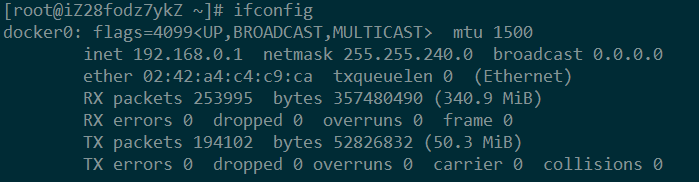 [root@iZ28fodz7ykZ ~]# ifconfig
docker0: flags=4099<UP,BROADCAST,MULTICAST>  mtu 1500
        inet 192.168.0.1  netmask 255.255.240.0  broadcast 0.0.0.0
        ether 02:42:a4:c4:c9:ca  txqueuelen 0  (Ethernet)
        RX packets 253995  bytes 357480490 (340.9 MiB)
        RX errors 0  dropped 0  overruns 0  frame 0
        TX packets 194102  bytes 52826832 (50.3 MiB)
        TX errors 0  dropped 0 overruns 0  carrier 0  collisions 0